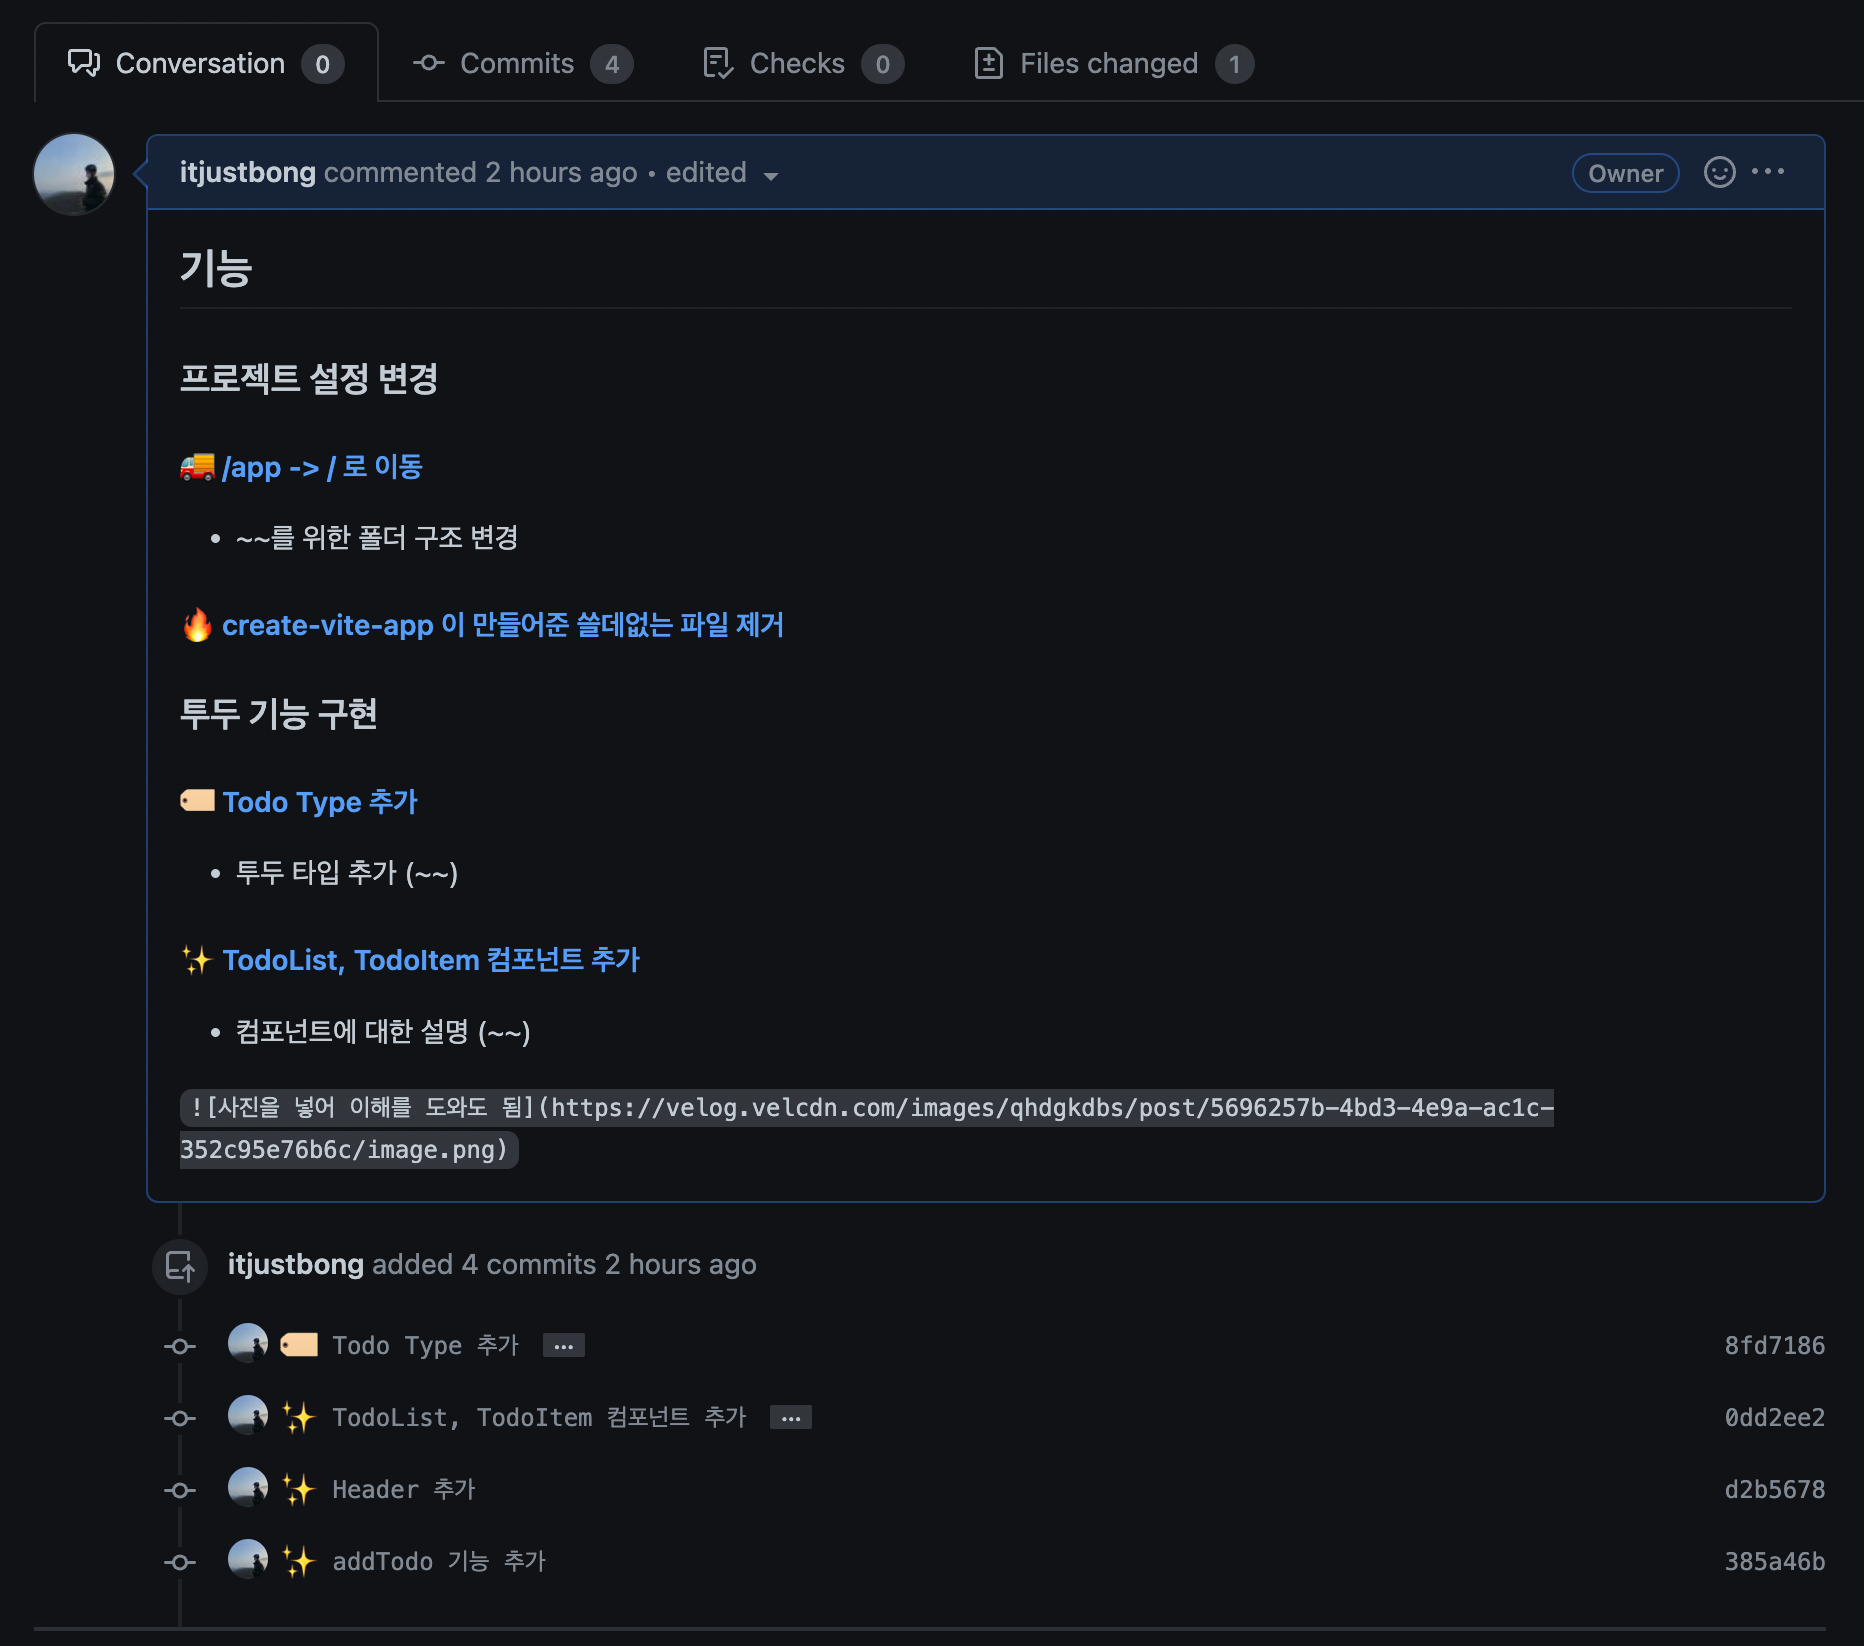 Conversation 0 Commits 4 Checks 0 Files changed 1
itjustbong commented 2 hours ago • edited Owner
기능
프로젝트 설정 변경
🚚 /app -> / 로 이동
• ~~를 위한 폴더 구조 변경
🔥 create-vite-app 이 만들어준 쓸데없는 파일 제거
투두 기능 구현
🏷️ Todo Type 추가
• 투두 타입 추가 (~~)
✨ TodoList, TodoItem 컴포넌트 추가
• 컴포넌트에 대한 설명 (~~)
![사진을 넣어 이해를 도와도 됨](https://velog.velcdn.com/images/qhdgkdbs/post/5696257b-4bd3-4e9a-ac1c-
352c95e76b6c/image.png)
itjustbong added 4 commits 2 hours ago
🏷️ Todo Type 추가 … 8fd7186
✨ TodoList, TodoItem 컴포넌트 추가 … 0dd2ee2
✨ Header 추가 d2b5678
✨ addTodo 기능 추가 385a46b